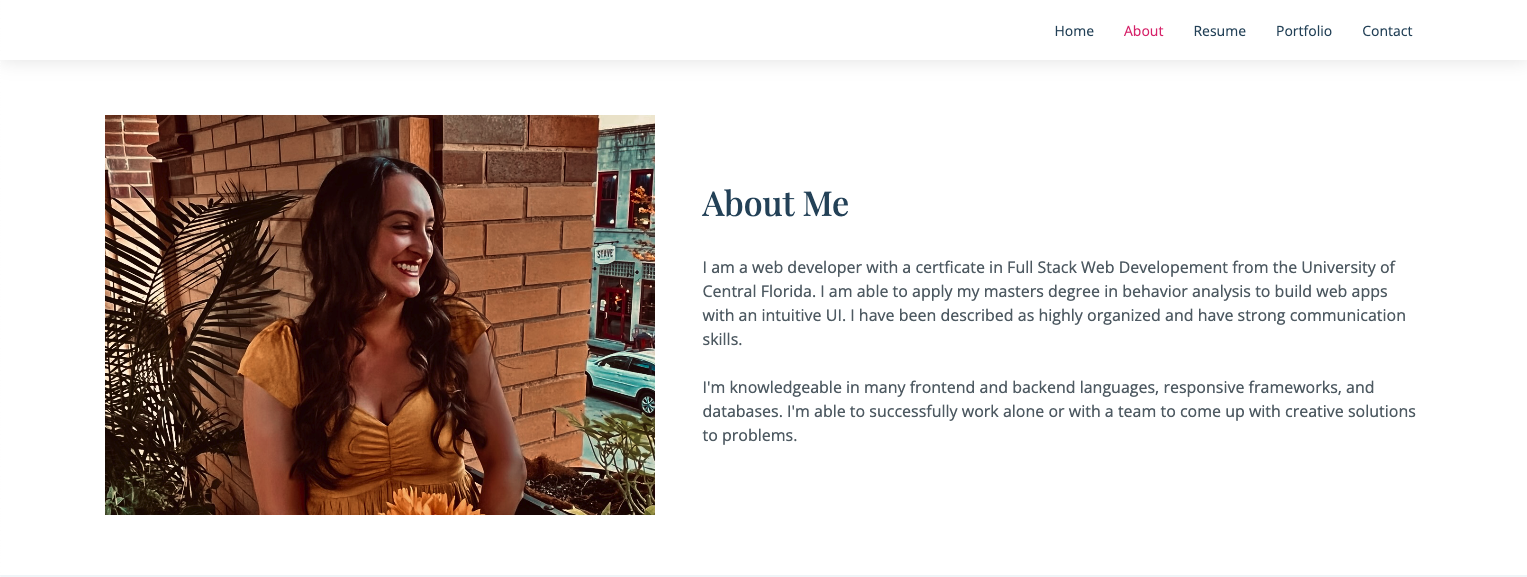 Home About Resume Portfolio Contact
STAVE
About Me
I am a web developer with a certficate in Full Stack Web Developement from the University of
Central Florida. I am able to apply my masters degree in behavior analysis to build web apps
with an intuitive UI. I have been described as highly organized and have strong communication
skills.
I'm knowledgeable in many frontend and backend languages, responsive frameworks, and
databases. I'm able to successfully work alone or with a team to come up with creative solutions
to problems.